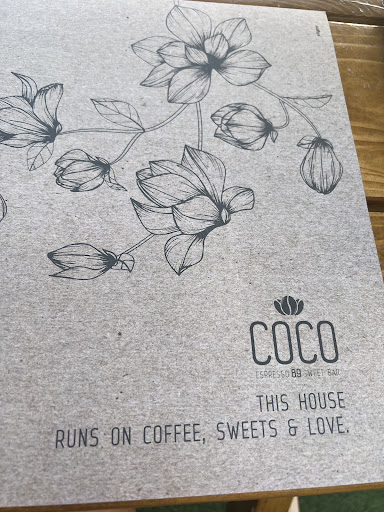 COCO
ESPRESSO 89 SWEET BAR
THIS HOUSE
RUNS ON COFFEE, SWEETS & LOVE.